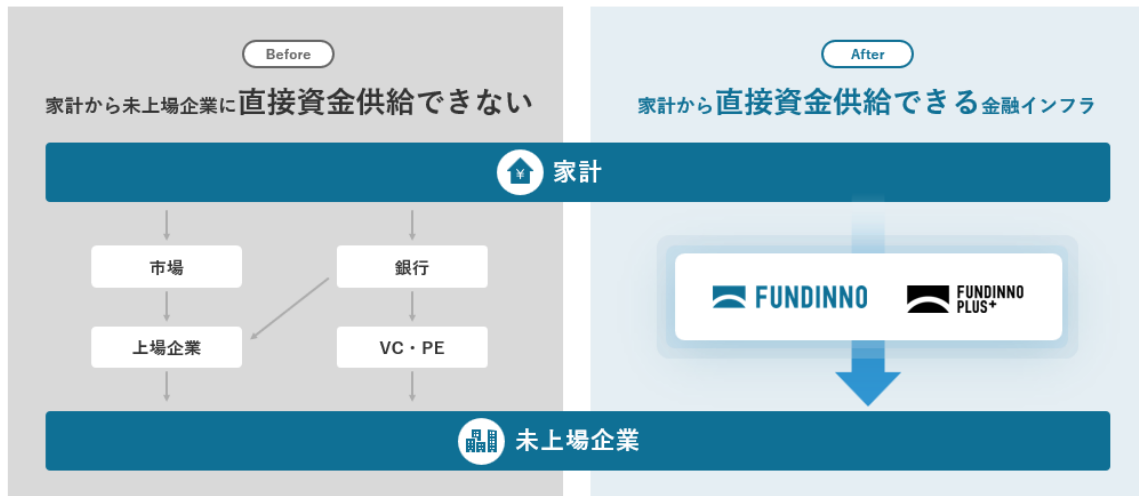 Before
家計から未上場企業に直接資金供給できない
After
家計から直接資金供給できる金融インフラ
¥ 家計
市場
銀行
上場企業
VC・PE
FUNDINNO
FUNDINNO
PLUS+
未上場企業